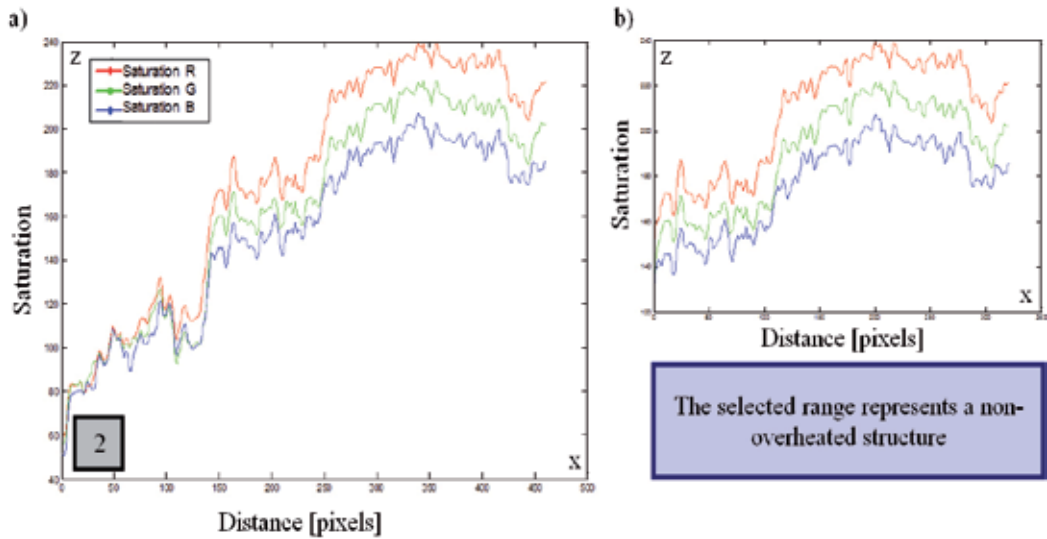 a)
240
Z
Saturation R
Saturation G
Saturation B
220
200
180
160
140
120
100
80
60
40
Saturation
2
X
0 50 100 150 200 250 300 350 400 450 500
Distance [pixels]
b)
Z
Saturation
X
Distance [pixels]
The selected range represents a non-
overheated structure